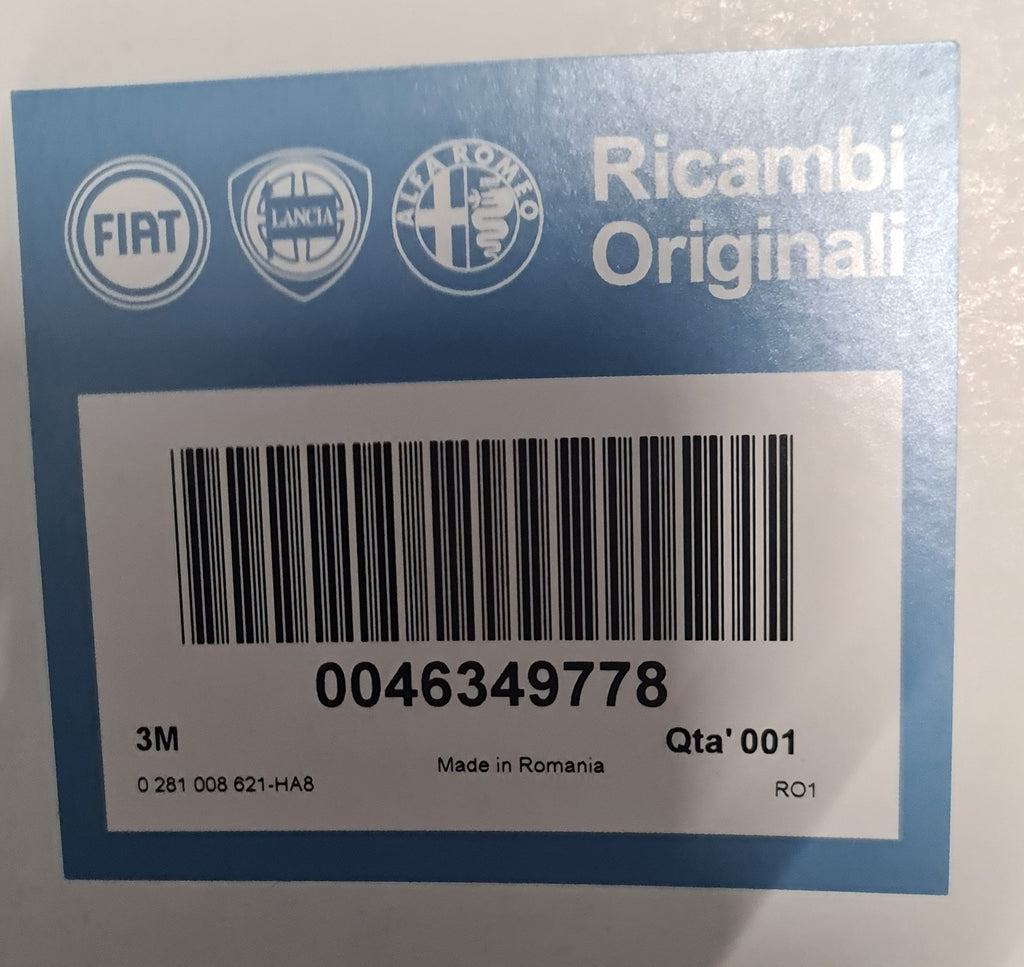 FIAT
LANCIA
ALFA ROMEO
Ricambi
Originali
0046349778
3M
Qta' 001
Made in Romania
0 281 008 621-HA8
RO1